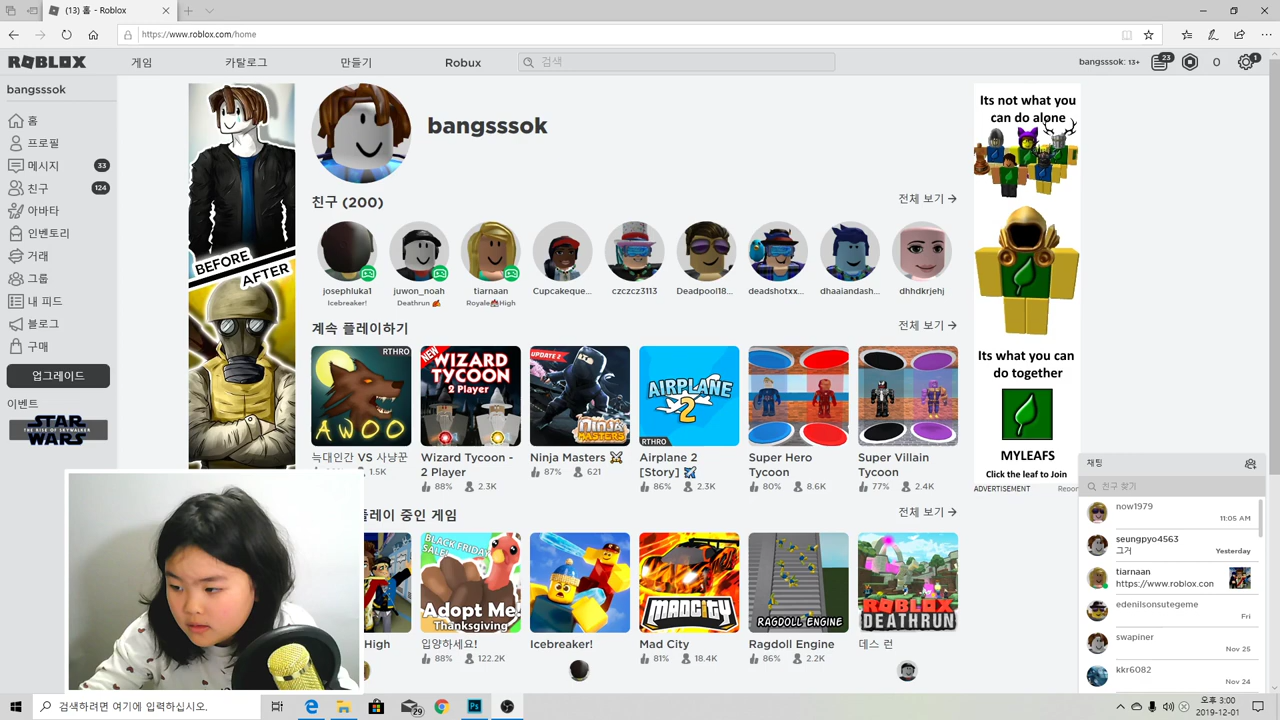 (13) 홈 - Roblox
https://www.roblox.com/home
ROBLOX
게임
카탈로그
만들기
Robux
검색
bangsssok: 13+
23
0
1
bangsssok
홈
프로필
메시지
33
친구
124
아바타
인벤토리
거래
그룹
내 피드
블로그
구매
업그레이드
이벤트
STAR
WARS
BEFORE
AFTER
bangsssok
친구 (200)
전체 보기
josephluka1
Icebreaker!
juwon_noah
Deathrun
tiarnaan
Royale High
Cupcakeque...
czczcz3113
Deadpool18...
deadshotxx...
dhaaiandash...
dhdkrjehj
계속 플레이하기
전체 보기
RTHRO
AWOO
NEW
WIZARD
TYCOON
2 Player
UPDATE 2
NINJA
MASTERS
AIRPLANE
2
RTHRO
늑대인간 VS 사냥꾼
1.5K
Wizard Tycoon -
2 Player
88%
2.3K
Ninja Masters
87%
621
Airplane 2
[Story]
86%
2.3K
Super Hero
Tycoon
80%
8.6K
Super Villain
Tycoon
77%
2.4K
플레이 중인 게임
전체 보기
BLACK FRIDAY
SALE!
Adopt Me!
Thanksgiving
MADCITY
RAGDOLL ENGINE
ROBLOX
DEATHRUN
High
입양하세요!
88%
122.2K
Icebreaker!
Mad City
81%
18.4K
Ragdoll Engine
86%
2.2K
데스 런
Its not what you
can do alone
Its what you can
do together
MYLEAFS
Click the leaf to Join
ADVERTISEMENT
Repor
채팅
친구 찾기
now1979
11:05 AM
seungpyo4563
그거
Yesterday
tiarnaan
https://www.roblox.con
edenilsonsutegeme
Fri
swapiner
Nov 25
kkr6082
Nov 24
검색하려면 여기에 입력하십시오.
29
Ps
오후 3:00
2019-12-01